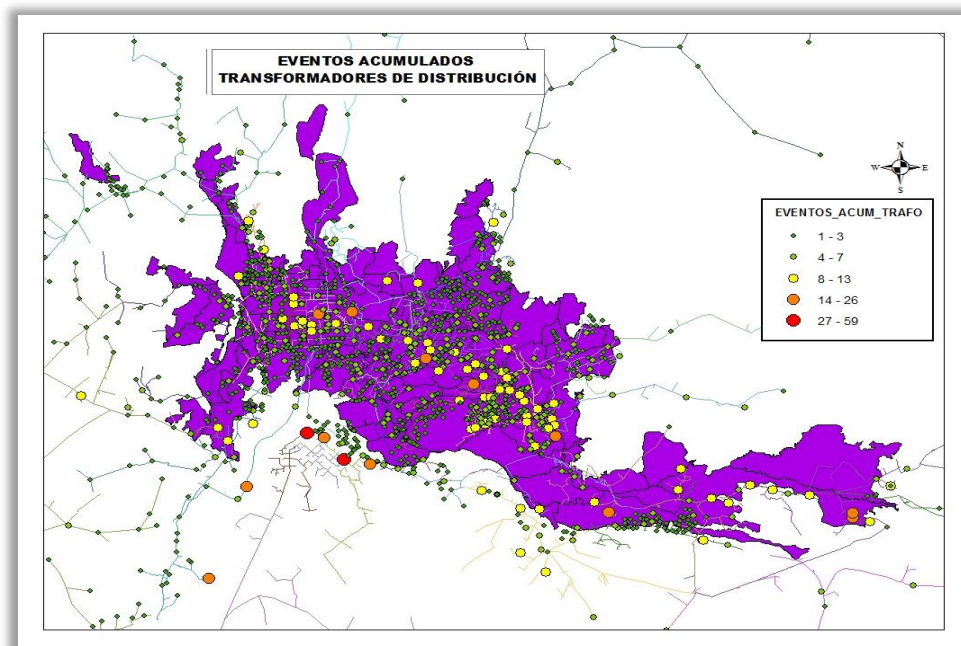 EVENTOS ACUMULADOS
TRANSFORMADORES DE DISTRIBUCIÓN
N
W E
S
EVENTOS_ACUM_TRAFO
1 - 3
4 - 7
8 - 13
14 - 26
27 - 59